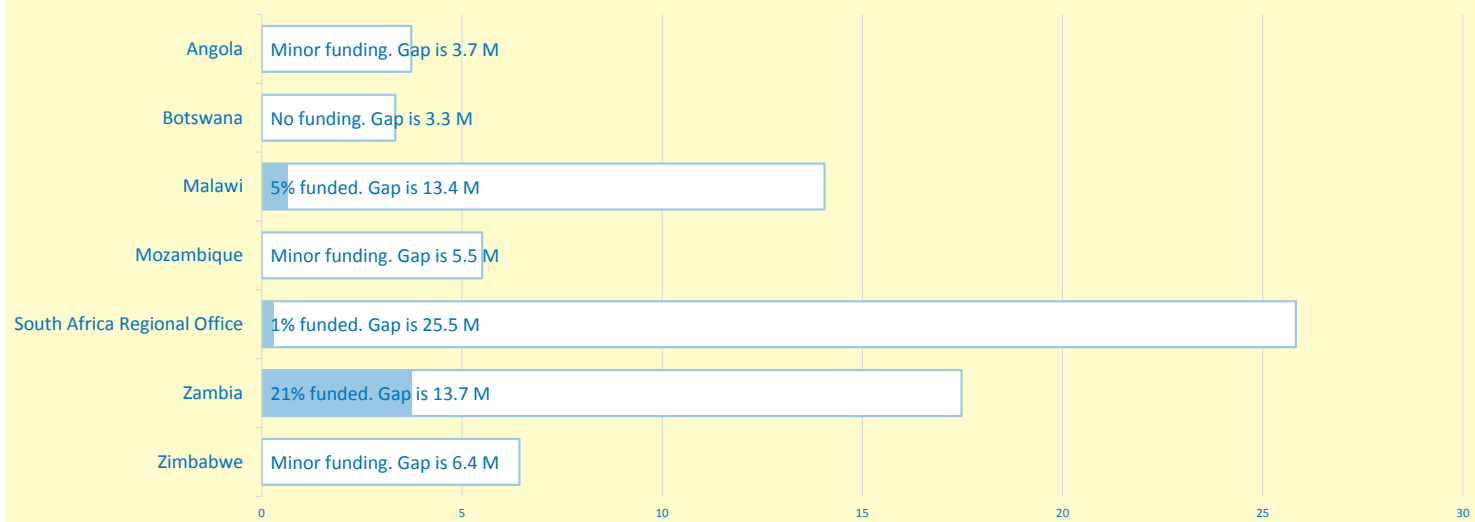 Angola Minor funding. Gap is 3.7 M
Botswana No funding. Gap is 3.3 M
Malawi 5% funded. Gap is 13.4 M
Mozambique Minor funding. Gap is 5.5 M
South Africa Regional Office 1% funded. Gap is 25.5 M
Zambia 21% funded. Gap is 13.7 M
Zimbabwe Minor funding. Gap is 6.4 M
0 5 10 15 20 25 30